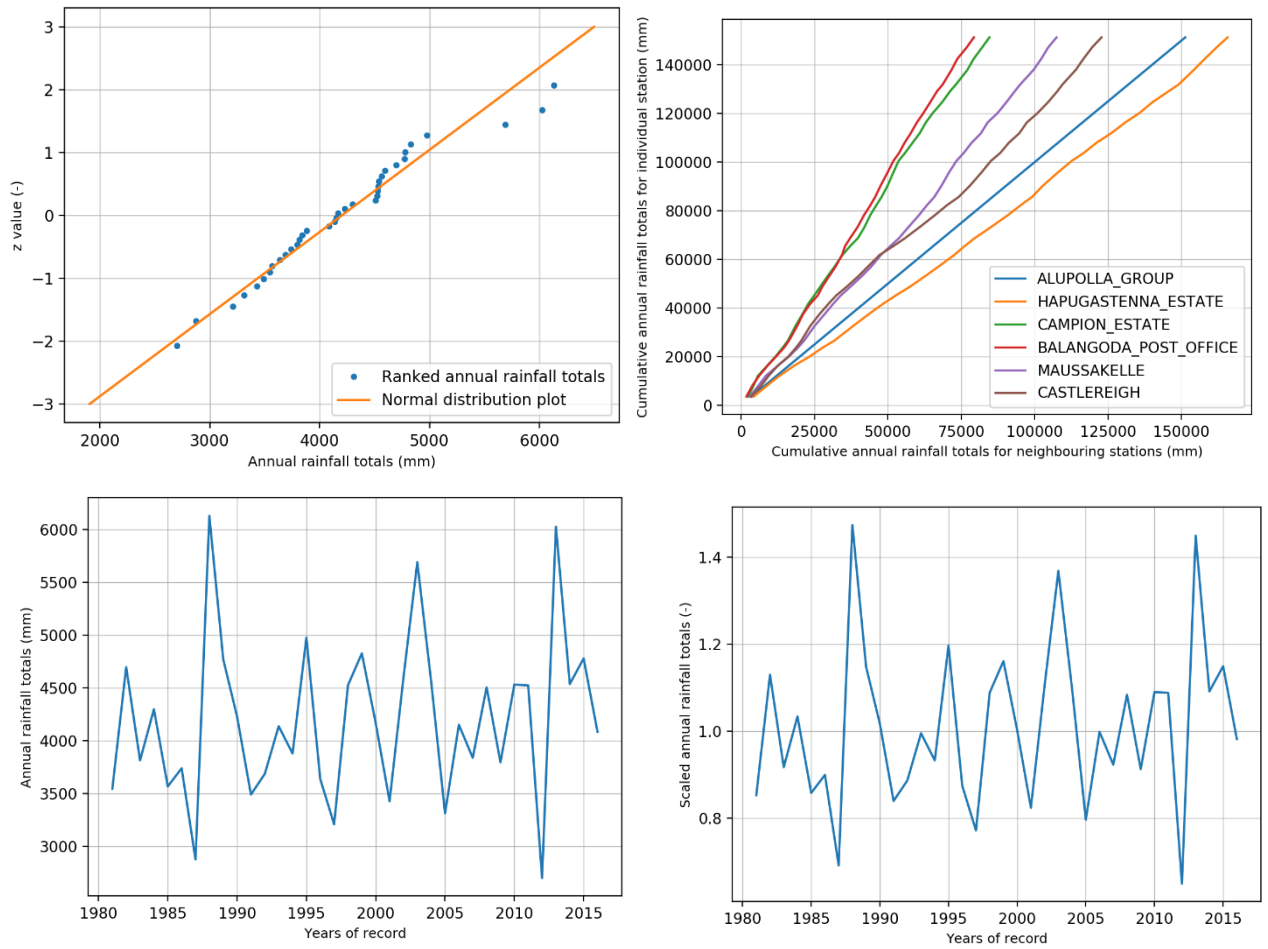 3
2
1
0
−1
−2
−3
z value (-)
2000 3000 4000 5000 6000
Annual rainfall totals (mm)
Ranked annual rainfall totals
Normal distribution plot
Cumulative annual rainfall totals for individual station (mm)
140000
120000
100000
80000
60000
40000
20000
0
0 25000 50000 75000 100000 125000 150000
Cumulative annual rainfall totals for neighbouring stations (mm)
ALUPOLLA_GROUP
HAPUGASTENNA_ESTATE
CAMPION_ESTATE
BALANGODA_POST_OFFICE
MAUSSAKELLE
CASTLEREIGH
Annual rainfall totals (mm)
6000
5500
5000
4500
4000
3500
3000
1980 1985 1990 1995 2000 2005 2010 2015
Years of record
Scaled annual rainfall totals (-)
1.4
1.2
1.0
0.8
1980 1985 1990 1995 2000 2005 2010 2015
Years of record